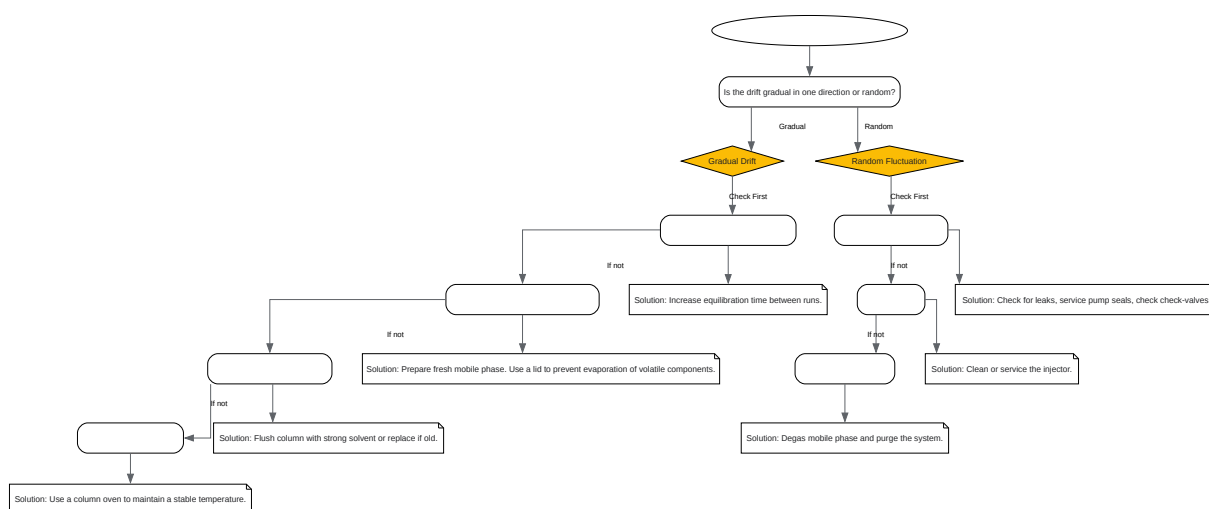 Is the drift gradual in one direction or random?
Gradual
Random
Gradual Drift
Random Fluctuation
Check First
Check First
If not
If not
Solution: Increase equilibration time between runs.
Solution: Check for leaks, service pump seals, check check-valves
If not
If not
Solution: Prepare fresh mobile phase. Use a lid to prevent evaporation of volatile components.
Solution: Clean or service the injector.
If not
Solution: Flush column with strong solvent or replace if old.
Solution: Degas mobile phase and purge the system.
Solution: Use a column oven to maintain a stable temperature.